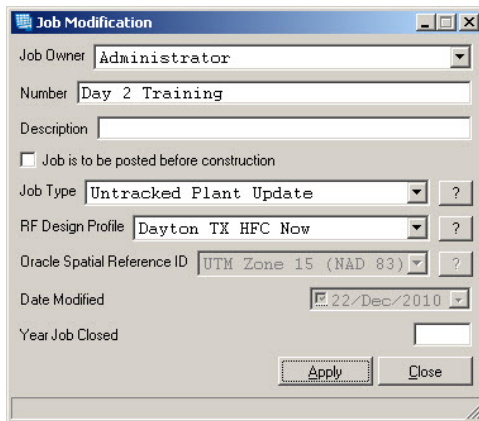 Job Modification
Job Owner Administrator
Number Day 2 Training
Description
Job is to be posted before construction
Job Type Untracked Plant Update ?
RF Design Profile Dayton TX HFC Now ?
Oracle Spatial Reference ID UTM Zone 15 (NAD 83) ?
Date Modified 22/Dec/2010
Year Job Closed
Apply Close